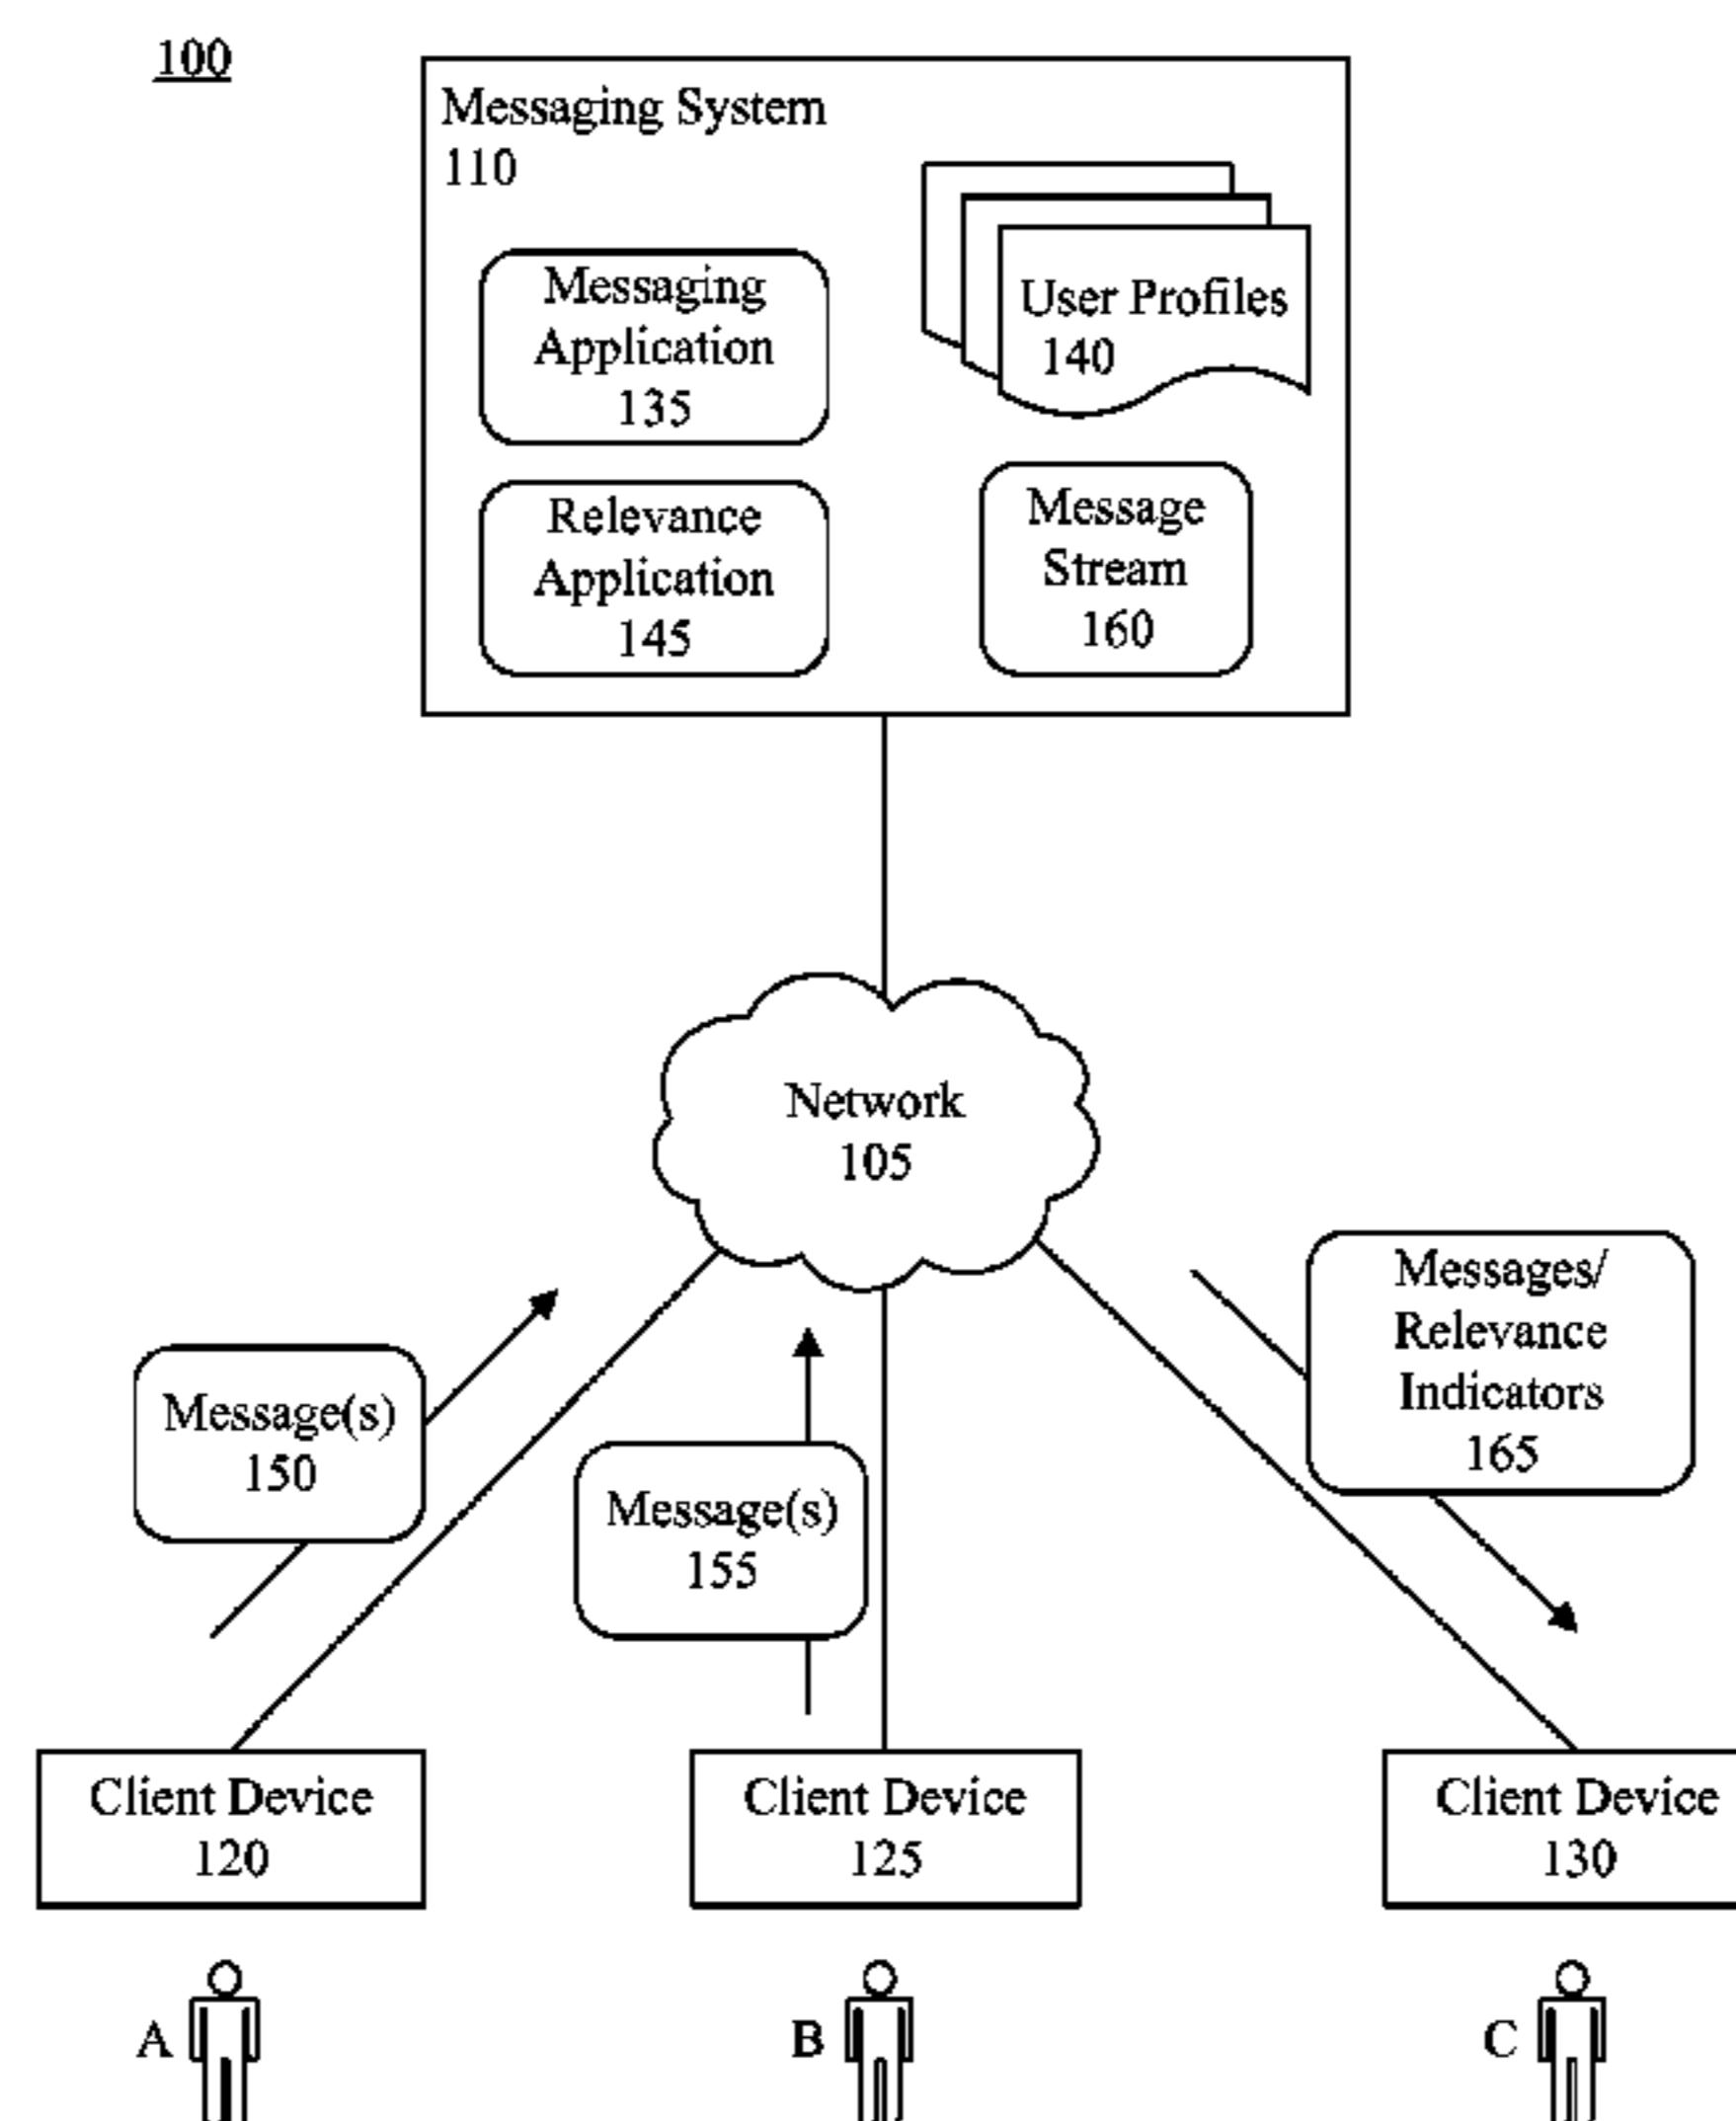 100
Messaging System
110
Messaging
Application
135
User Profiles
140
Relevance
Application
145
Message
Stream
160
Network
105
Messages/
Relevance
Indicators
165
Message(s)
150
Message(s)
155
Client Device
120
Client Device
125
Client Device
130
A
B
C